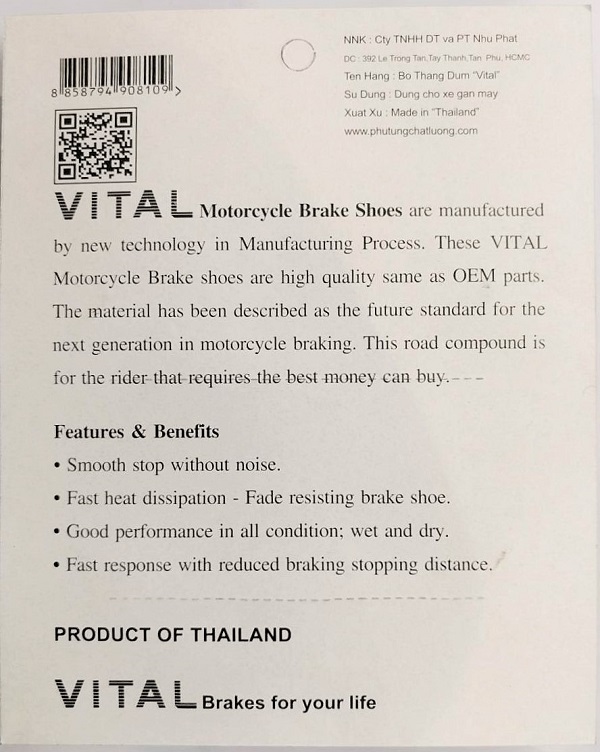 8 858794 908109 >
NNK : Cty TNHH DT va PT Nhu Phat
DC : 392 Le Trong Tan,Tay Thanh,Tan Phu, HCMC
Ten Hang : Bo Thang Dum "Vital"
Su Dung : Dung cho xe gan may
Xuat Xu : Made in "Thailand"
www.phutungchatluong.com
VITAL Motorcycle Brake Shoes are manufactured
by new technology in Manufacturing Process. These VITAL
Motorcycle Brake shoes are high quality same as OEM parts.
The material has been described as the future standard for the
next generation in motorcycle braking. This road compound is
for the rider that requires the best money can buy.
Features & Benefits
• Smooth stop without noise.
• Fast heat dissipation - Fade resisting brake shoe.
• Good performance in all condition; wet and dry.
• Fast response with reduced braking stopping distance.
PRODUCT OF THAILAND
VITAL Brakes for your life